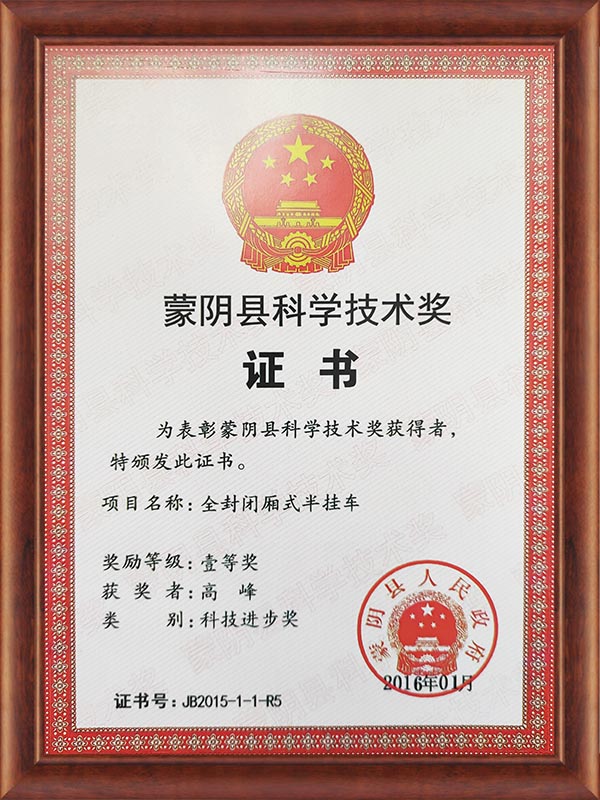 蒙阴县科学技术奖
证书
为表彰蒙阴县科学技术奖获得者，
特颁发此证书。
项目名称：全封闭厢式半挂车
奖励等级：壹等奖
获奖者：高峰
类别：科技进步奖
蒙阴县人民政府
2016年01月
证书号：JB2015-1-1-R5